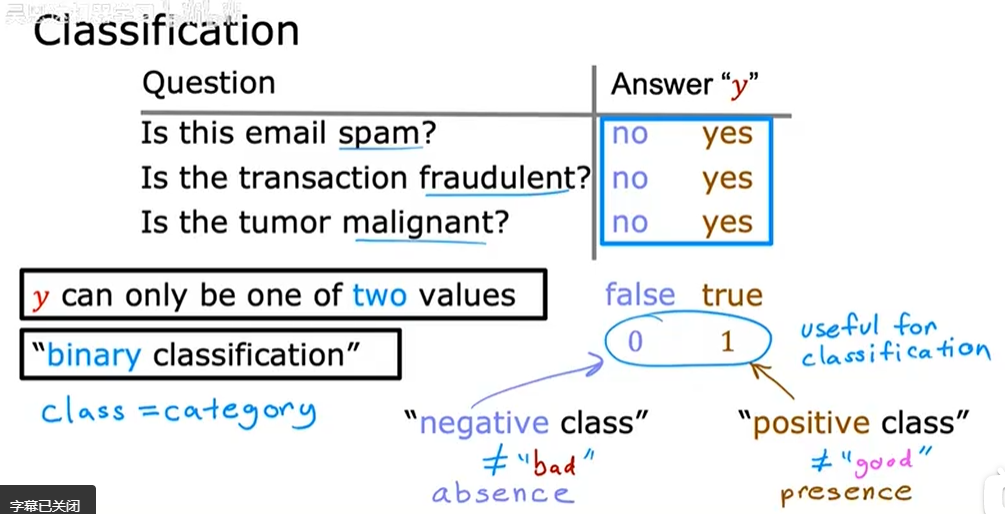 Classification
Question Answer “y”
Is this email spam? no yes
Is the transaction fraudulent? no yes
Is the tumor malignant? no yes
y can only be one of two values
false true
0 1
useful for
classification
“binary classification”
class = category
“negative class” “positive class”
≠ “bad” ≠ “good”
absence presence
字幕已关闭